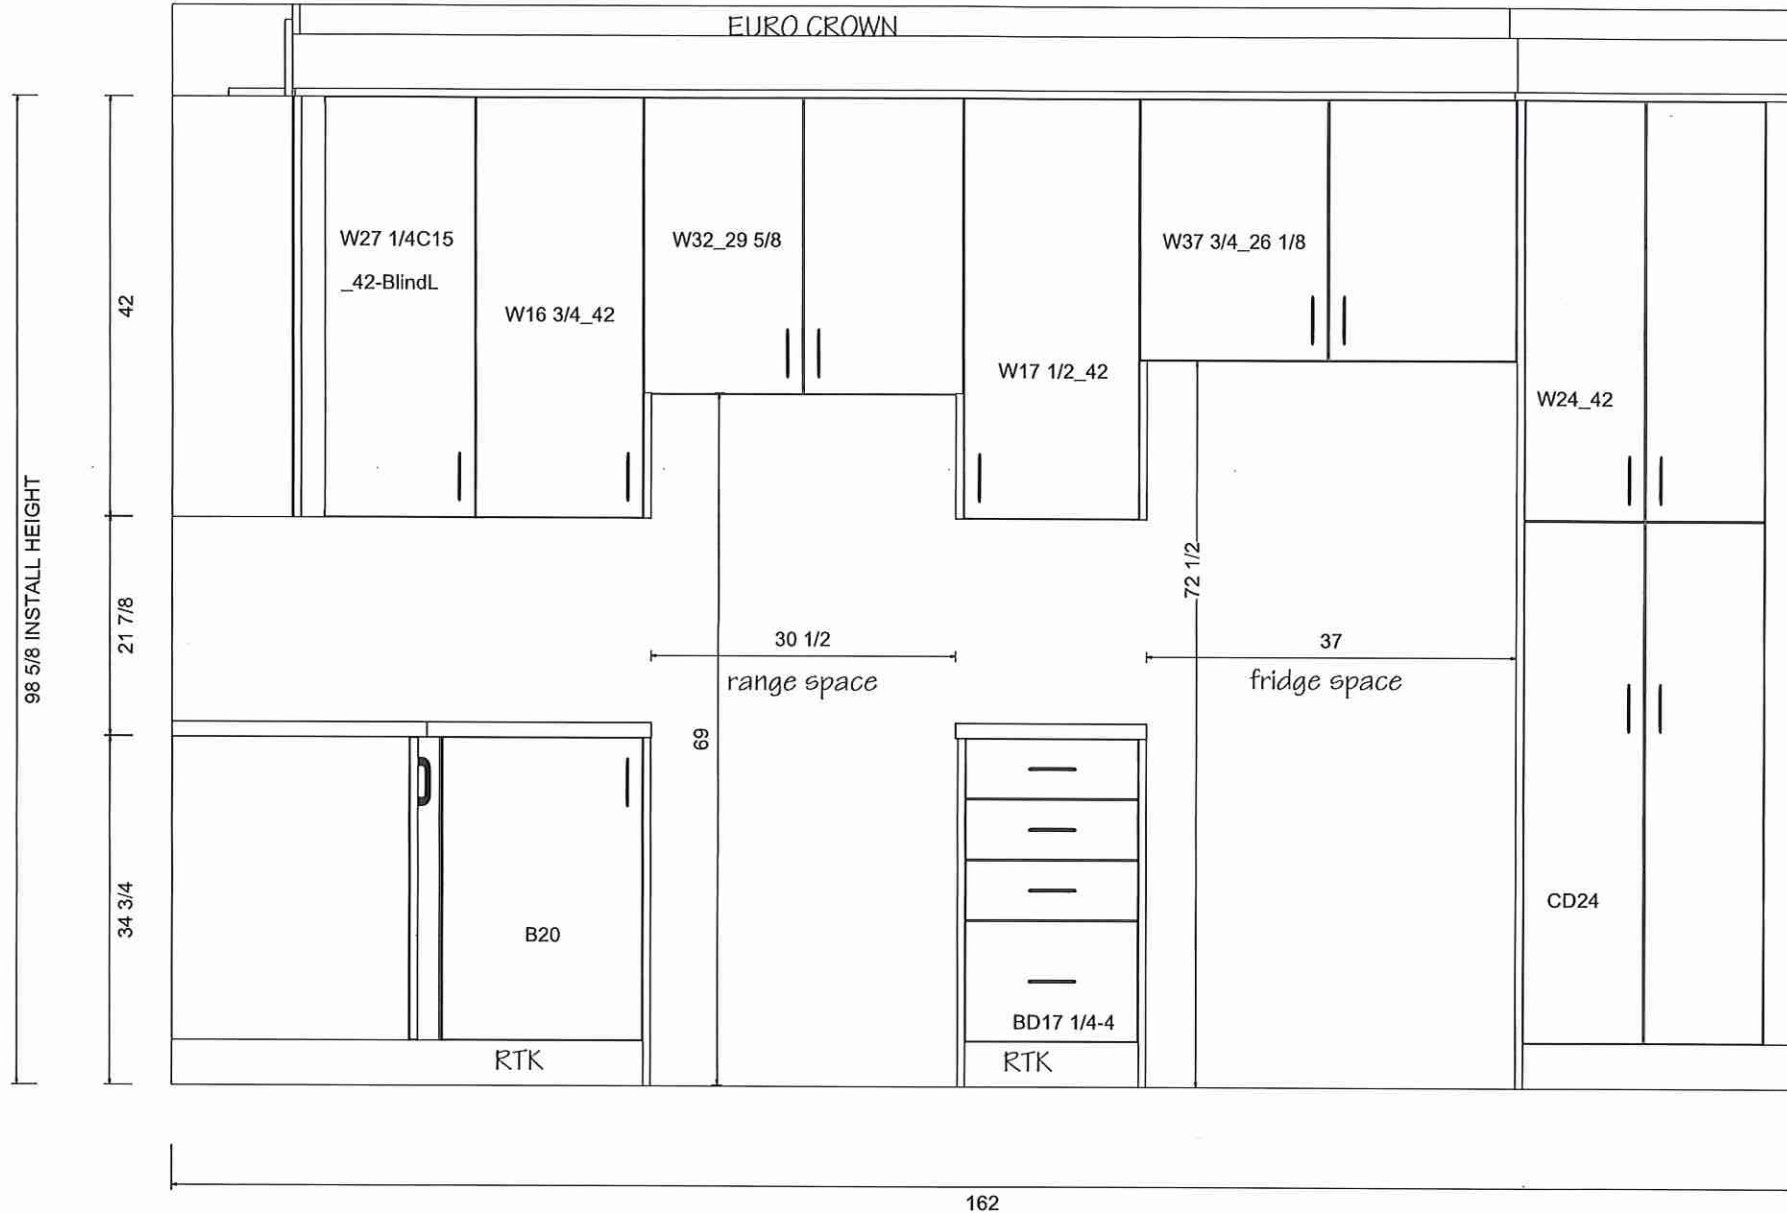 EURO CROWN
W27 1/4C15
_42-BlindL
W16 3/4_42
W32_29 5/8
W17 1/2_42
W37 3/4_26 1/8
W24_42
42
98 5/8 INSTALL HEIGHT
21 7/8
34 3/4
30 1/2
range space
69
72 1/2
37
fridge space
B20
BD17 1/4-4
CD24
RTK
RTK
162